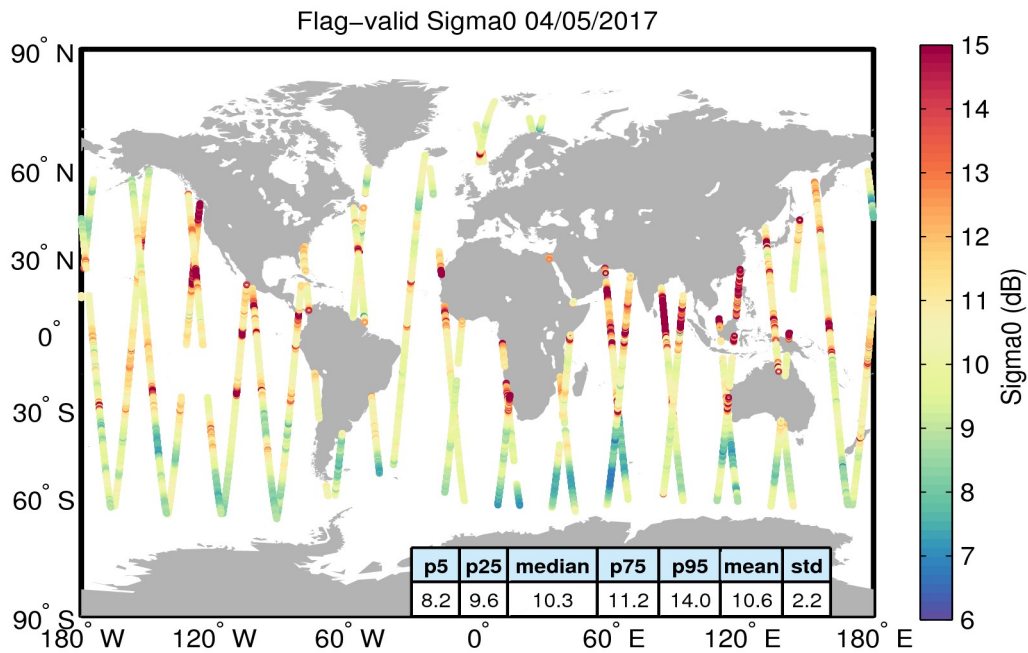 Flag−valid Sigma0 04/05/2017
90° N
60° N
30° N
0°
30° S
60° S
90° S
180° W
120° W
60° W
0°
60° E
120° E
180° E
p5 p25 median p75 p95 mean std
8.2 9.6 10.3 11.2 14.0 10.6 2.2
15
14
13
12
11
10
9
8
7
6
Sigma0 (dB)